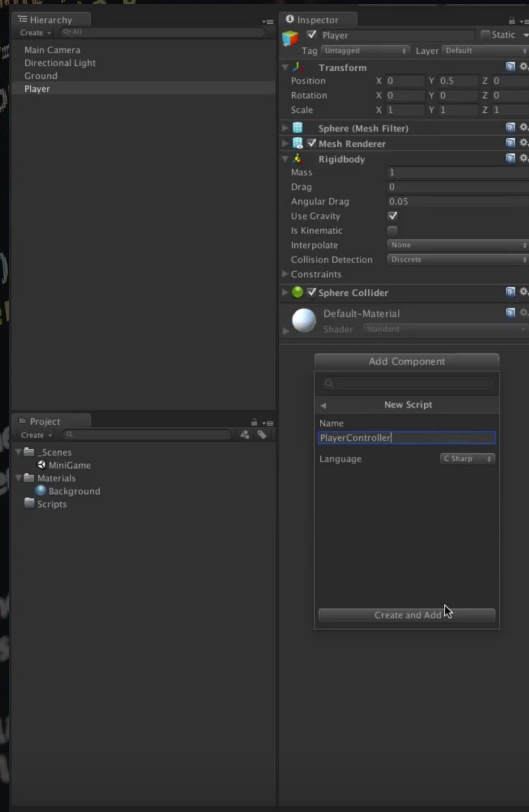 Hierarchy
Create
All
Main Camera
Directional Light
Ground
Player
Project
Create
_Scenes
MiniGame
Materials
Background
Scripts
Inspector
Player Static
Tag Untagged Layer Default
Transform
Position X 0 Y 0.5 Z 0
Rotation X 0 Y 0 Z 0
Scale X 1 Y 1 Z 1
Sphere (Mesh Filter)
Mesh Renderer
Rigidbody
Mass 1
Drag 0
Angular Drag 0.05
Use Gravity
Is Kinematic
Interpolate None
Collision Detection Discrete
Constraints
Sphere Collider
Default-Material
Shader Standard
Add Component
New Script
Name
PlayerController
Language C Sharp
Create and Add